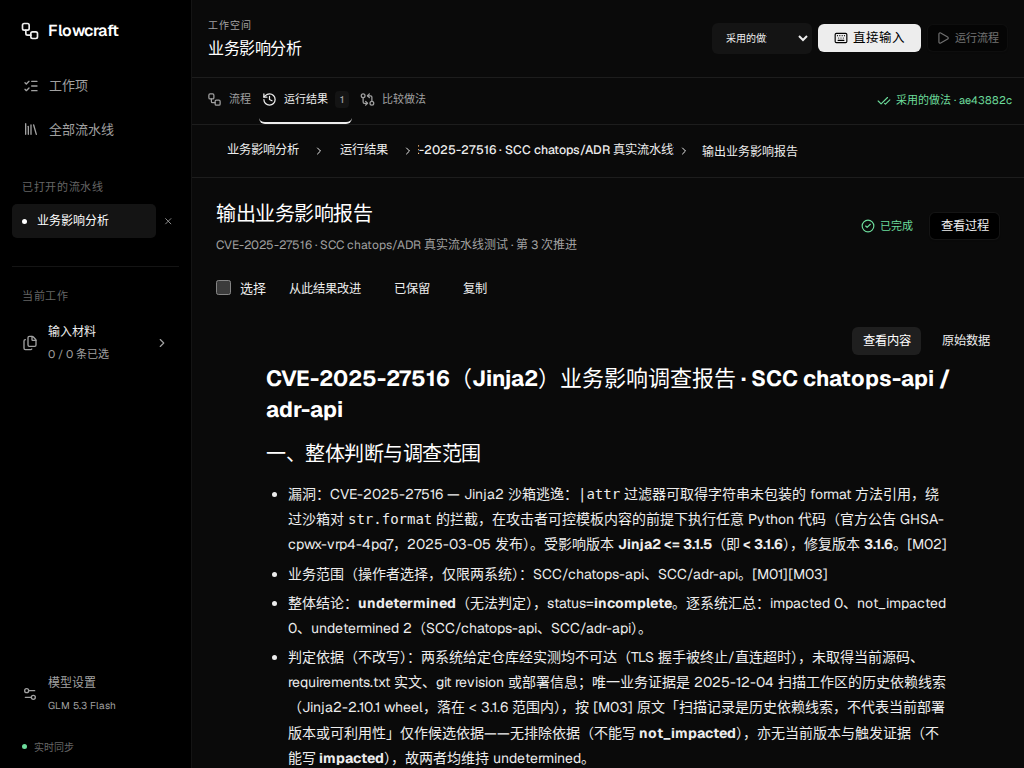 Flowcraft
工作项
全部流水线
已打开的流水线
业务影响分析
当前工作
输入材料
0 / 0 条已选
模型设置
GLM 5.3 Flash
实时同步
工作空间
业务影响分析
采用的做
直接输入
运行流程
流程
运行结果 1
比较做法
采用的做法 · ae43882c
业务影响分析
运行结果
-2025-27516 · SCC chatops/ADR 真实流水线
输出业务影响报告
输出业务影响报告
CVE-2025-27516 · SCC chatops/ADR 真实流水线测试 · 第 3 次推进
已完成
查看过程
选择
从此结果改进
已保留
复制
查看内容
原始数据
CVE-2025-27516（Jinja2）业务影响调查报告 · SCC chatops-api /
adr-api
一、整体判断与调查范围
漏洞：CVE-2025-27516 — Jinja2 沙箱逃逸：|attr 过滤器可取得字符串未包装的 format 方法引用，绕
过沙箱对 str.format 的拦截，在攻击者可控模板内容的前提下执行任意 Python 代码（官方公告 GHSA-
cpwx-vrp4-4pq7，2025-03-05 发布）。受影响版本 Jinja2 <= 3.1.5（即 < 3.1.6），修复版本 3.1.6。[M02]
业务范围（操作者选择，仅限两系统）：SCC/chatops-api、SCC/adr-api。[M01][M03]
整体结论：undetermined（无法判定），status=incomplete。逐系统汇总：impacted 0、not_impacted
0、undetermined 2（SCC/chatops-api、SCC/adr-api）。
判定依据（不改写）：两系统给定仓库经实测均不可达（TLS 握手被终止/直连超时），未取得当前源码、
requirements.txt 实文、git revision 或部署信息；唯一业务证据是 2025-12-04 扫描工作区的历史依赖线索
（Jinja2-2.10.1 wheel，落在 < 3.1.6 范围内），按 [M03] 原文「扫描记录是历史依赖线索，不代表当前部署
版本或可利用性」仅作候选依据——无排除依据（不能写 not_impacted），亦无当前版本与触发证据（不
能写 impacted），故两者均维持 undetermined。